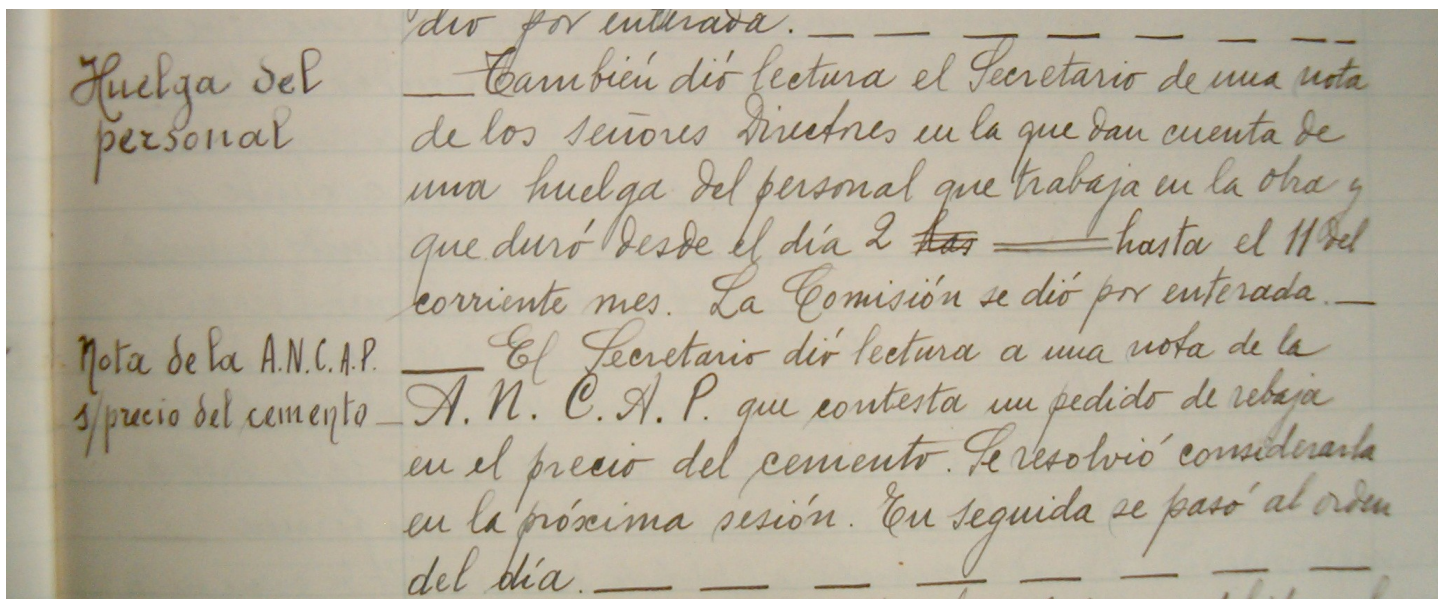 dio por enterada. — — — — — — — —
Huelga del
personal
— También dió lectura el Secretario de una nota
de los señores Directores en la que dan cuenta de
una huelga del personal que trabaja en la obra y
que duró desde el día 2 has ——— hasta el 11 del
corriente mes. La Comisión se dió por enterada. —
Nota de la A.N.C.A.P.
s/precio del cemento —
— El Secretario dió lectura a una nota de la
A. N. C. A. P. que contesta un pedido de rebaja
en el precio del cemento. Se resolvió considerarla
en la próxima sesión. En seguida se pasó al orden
del día. — — — — — — — —